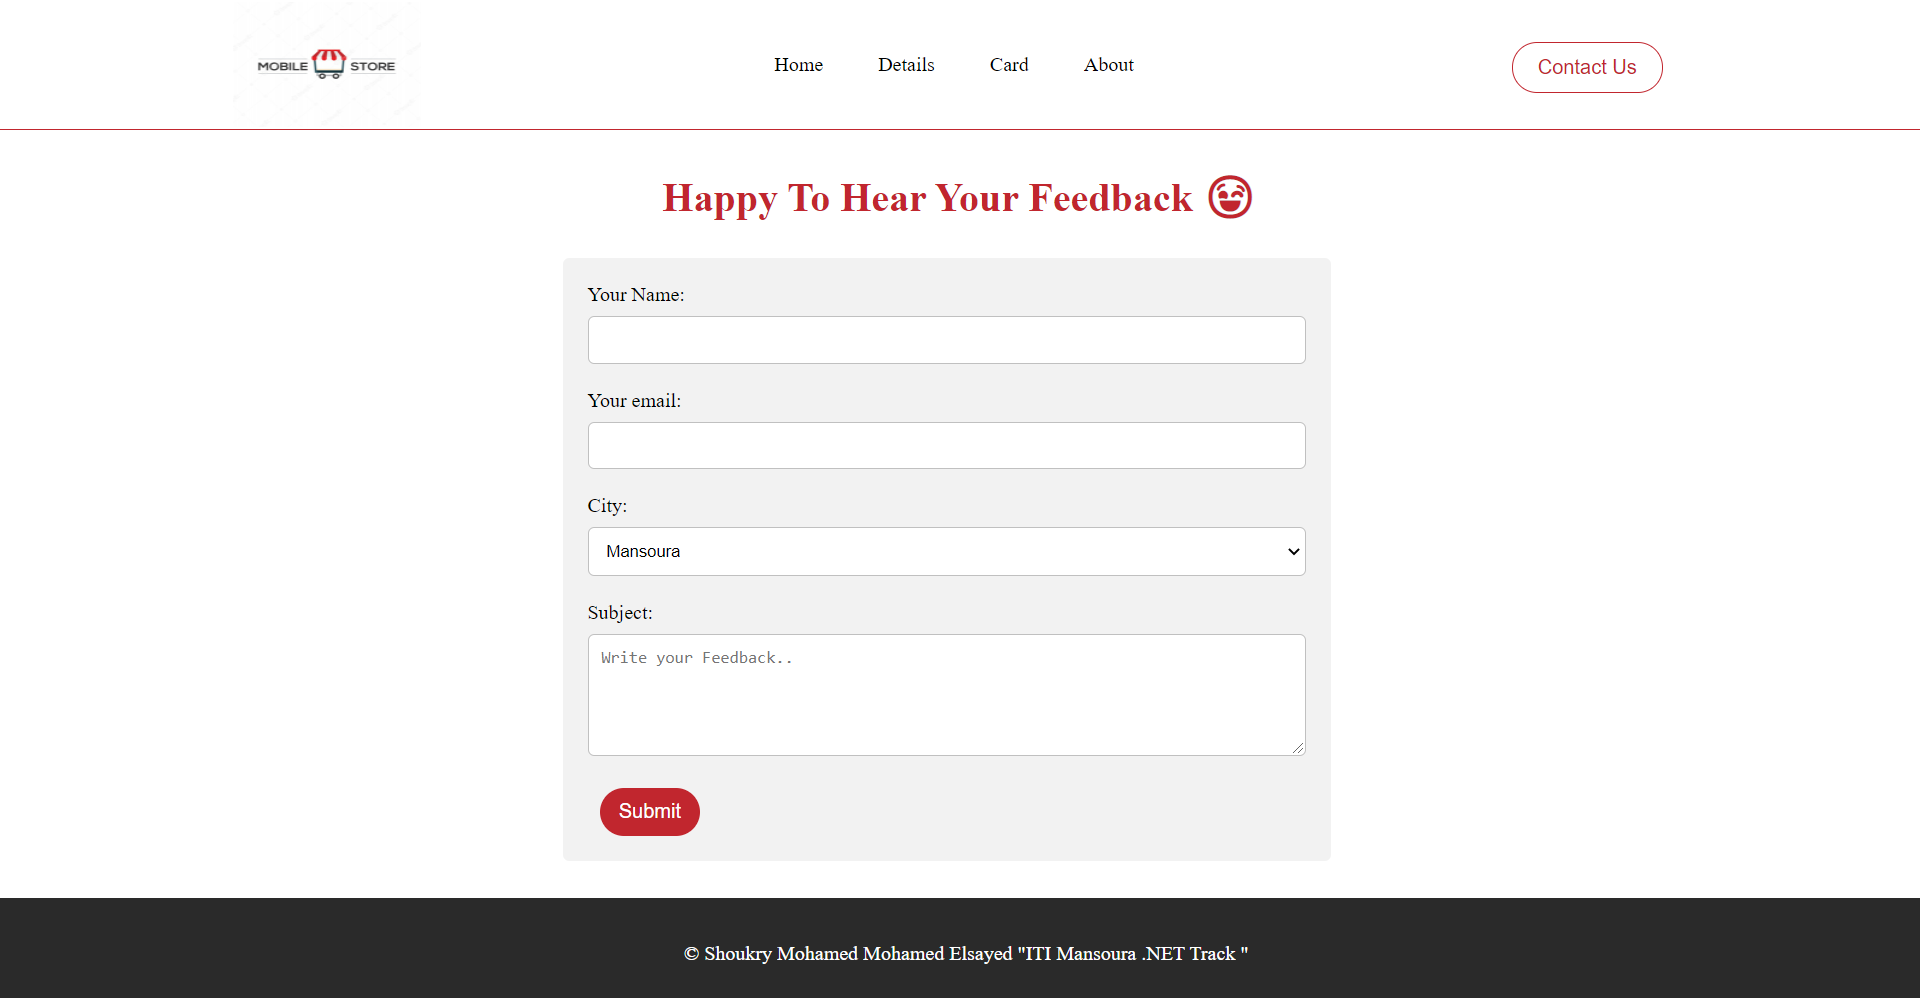 MOBILE STORE
Home Details Card About
Contact Us
Happy To Hear Your Feedback
Your Name:
Your email:
City:
Mansoura
Subject:
Write your Feedback..
Submit
© Shoukry Mohamed Mohamed Elsayed "ITI Mansoura .NET Track "